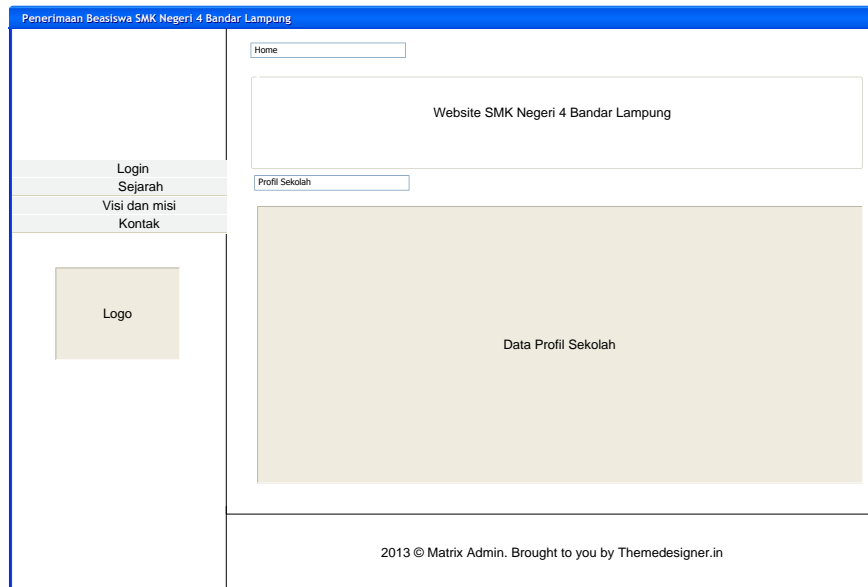 Penerimaan Beasiswa SMK Negeri 4 Bandar Lampung
Home
Website SMK Negeri 4 Bandar Lampung
Login
Sejarah
Visi dan misi
Kontak
Logo
Profil Sekolah
Data Profil Sekolah
2013 © Matrix Admin. Brought to you by Themedesigner.in